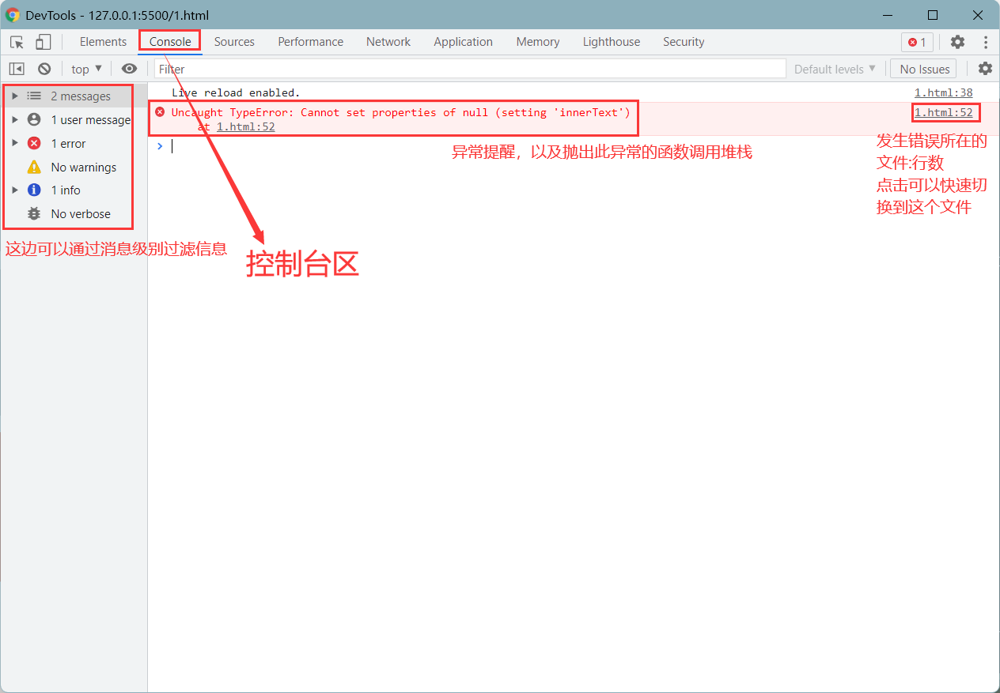 DevTools - 127.0.0.1:5500/1.html
Elements Console Sources Performance Network Application Memory Lighthouse Security 1
top Filter Default levels No Issues
2 messages
1 user message
1 error
No warnings
1 info
No verbose
这边可以通过消息级别过滤信息
Live reload enabled. 1.html:38
Uncaught TypeError: Cannot set properties of null (setting 'innerText') 1.html:52
at 1.html:52
异常提醒，以及抛出此异常的函数调用堆栈
发生错误所在的
文件:行数
点击可以快速切
换到这个文件
控制台区